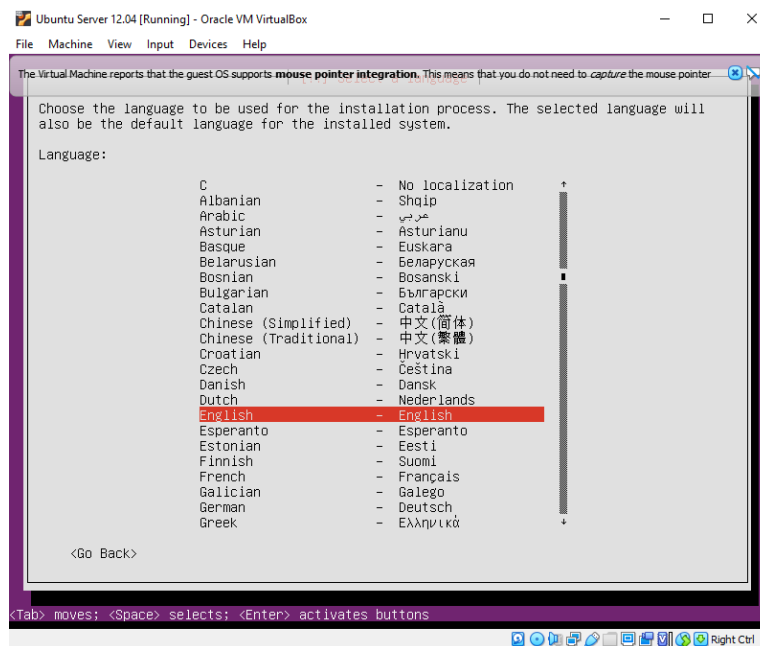 Ubuntu Server 12.04 [Running] - Oracle VM VirtualBox
File Machine View Input Devices Help
The Virtual Machine reports that the guest OS supports mouse pointer integration. This means that you do not need to capture the mouse pointer
Choose the language to be used for the installation process. The selected language will
also be the default language for the installed system.
Language:
C - No localization
Albanian - Shqip
Arabic - عربي
Asturian - Asturianu
Basque - Euskara
Belarusian - Беларуская
Bosnian - Bosanski
Bulgarian - Български
Catalan - Català
Chinese (Simplified) - 中文(简体)
Chinese (Traditional) - 中文(繁體)
Croatian - Hrvatski
Czech - Čeština
Danish - Dansk
Dutch - Nederlands
English - English
Esperanto - Esperanto
Estonian - Eesti
Finnish - Suomi
French - Français
Galician - Galego
German - Deutsch
Greek - Ελληνικά
<Go Back>
<Tab> moves; <Space> selects; <Enter> activates buttons
Right Ctrl